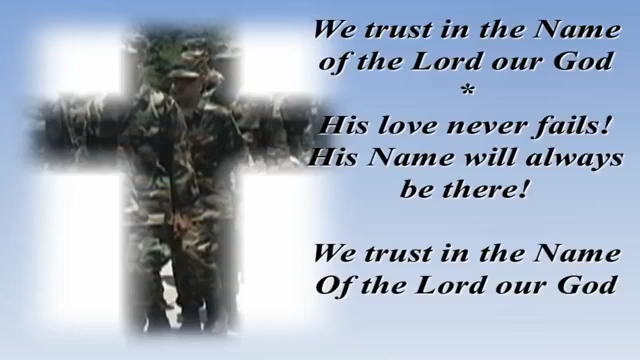 We trust in the Name
of the Lord our God
*
His love never fails!
His Name will always
be there!
We trust in the Name
Of the Lord our God